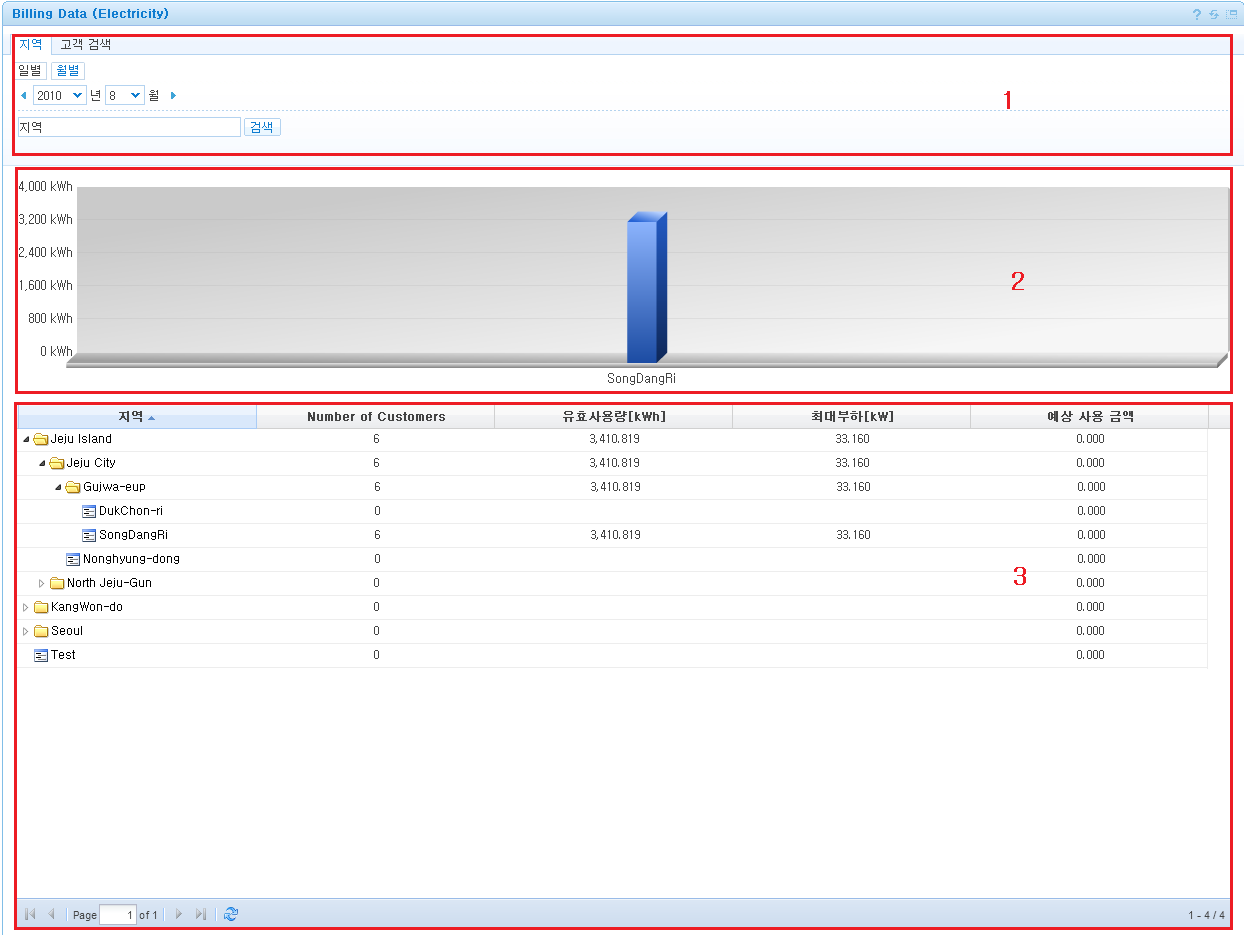 Billing Data (Electricity)
지역 고객 검색
일별 월별
2010 년 8 월
1
지역 검색
4,000 kWh
3,200 kWh
2,400 kWh
2
1,600 kWh
800 kWh
0 kWh
SongDangRi
지역 Number of Customers 유효사용량[kWh] 최대부하[kW] 예상 사용 금액
Jeju Island 6 3,410.819 33.160 0.000
Jeju City 6 3,410.819 33.160 0.000
Gujwa-eup 6 3,410.819 33.160 0.000
DukChon-ri 0 0.000
SongDangRi 6 3,410.819 33.160 0.000
Nonghyung-dong 0 0.000
3
North Jeju-Gun 0 0.000
KangWon-do 0 0.000
Seoul 0 0.000
Test 0 0.000
Page 1 of 1 1 - 4 / 4